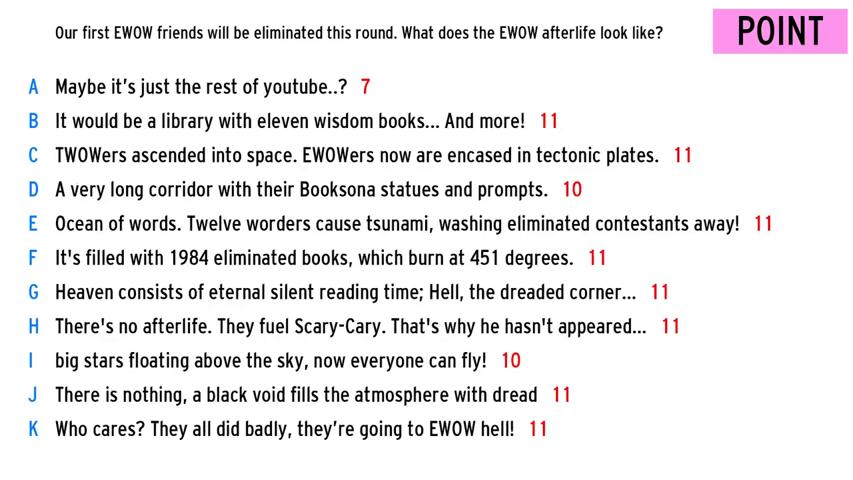 Our first EWOW friends will be eliminated this round. What does the EWOW afterlife look like?
POINT
A Maybe it's just the rest of youtube..? 7
B It would be a library with eleven wisdom books... And more! 11
C TWOWers ascended into space. EWOWers now are encased in tectonic plates. 11
D A very long corridor with their Booksona statues and prompts. 10
E Ocean of words. Twelve worders cause tsunami, washing eliminated contestants away! 11
F It's filled with 1984 eliminated books, which burn at 451 degrees. 11
G Heaven consists of eternal silent reading time; Hell, the dreaded corner... 11
H There's no afterlife. They fuel Scary-Cary. That's why he hasn't appeared... 11
I big stars floating above the sky, now everyone can fly! 10
J There is nothing, a black void fills the atmosphere with dread 11
K Who cares? They all did badly, they're going to EWOW hell! 11